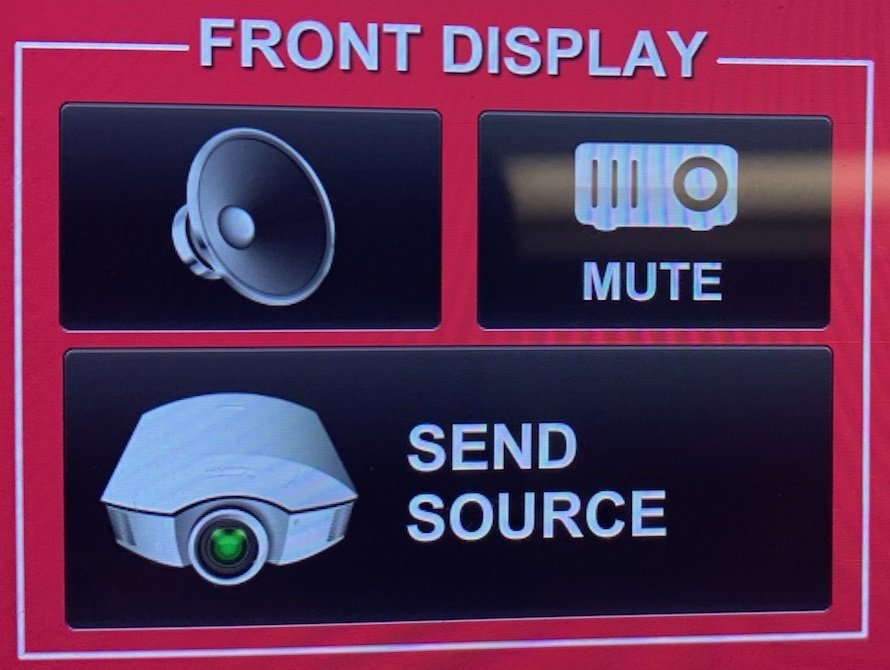 FRONT DISPLAY
MUTE
SEND
SOURCE